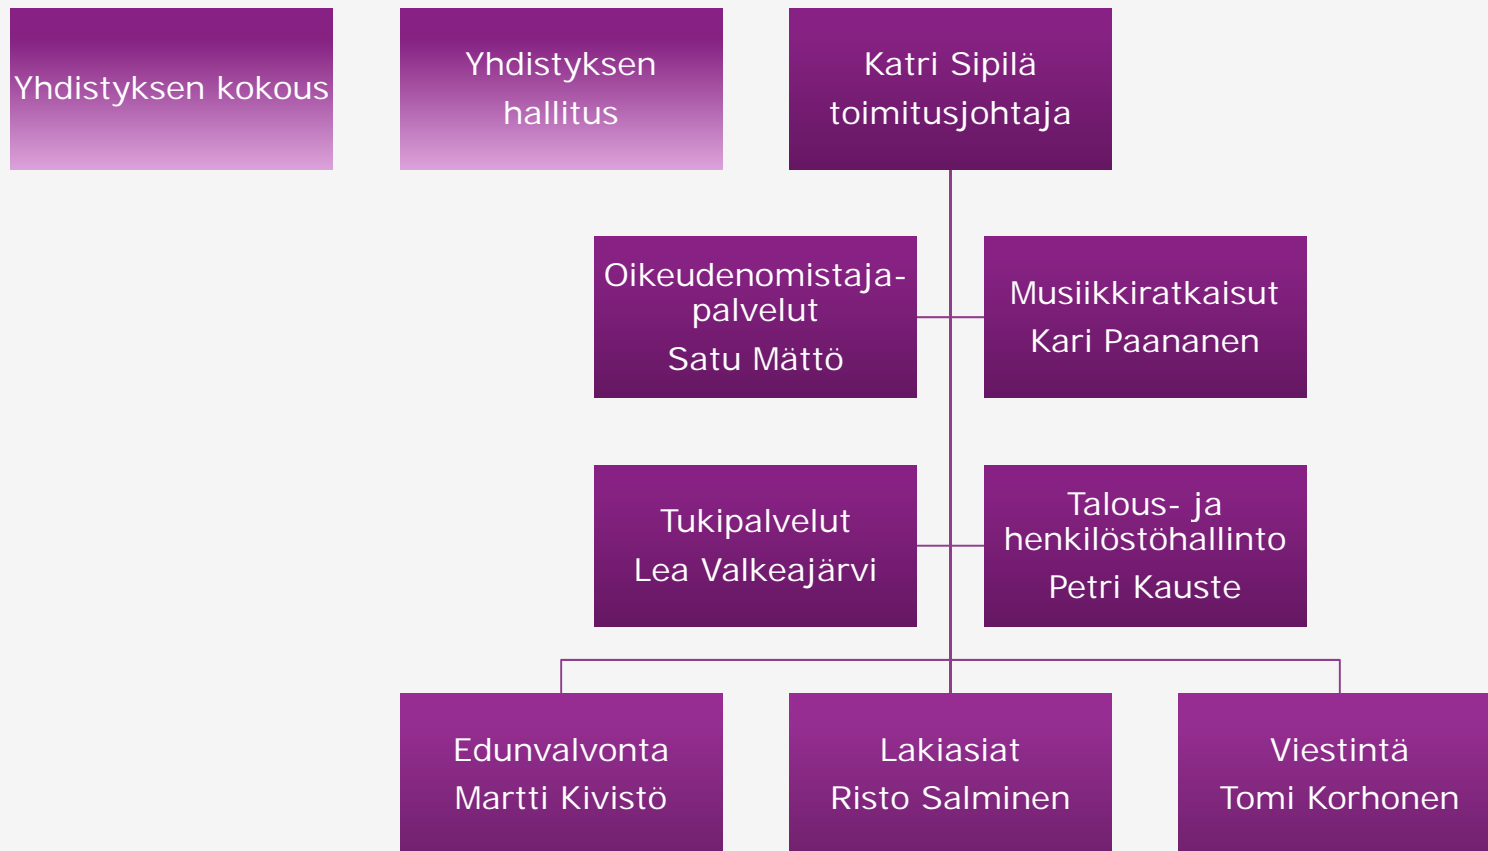 Yhdistyksen kokous
Yhdistyksen
hallitus
Katri Sipilä
toimitusjohtaja
Oikeudenomistaja-
palvelut
Satu Mättö
Musiikkiratkaisut
Kari Paananen
Tukipalvelut
Lea Valkeajärvi
Talous- ja
henkilöstöhallinto
Petri Kauste
Edunvalvonta
Martti Kivistö
Lakiasiat
Risto Salminen
Viestintä
Tomi Korhonen